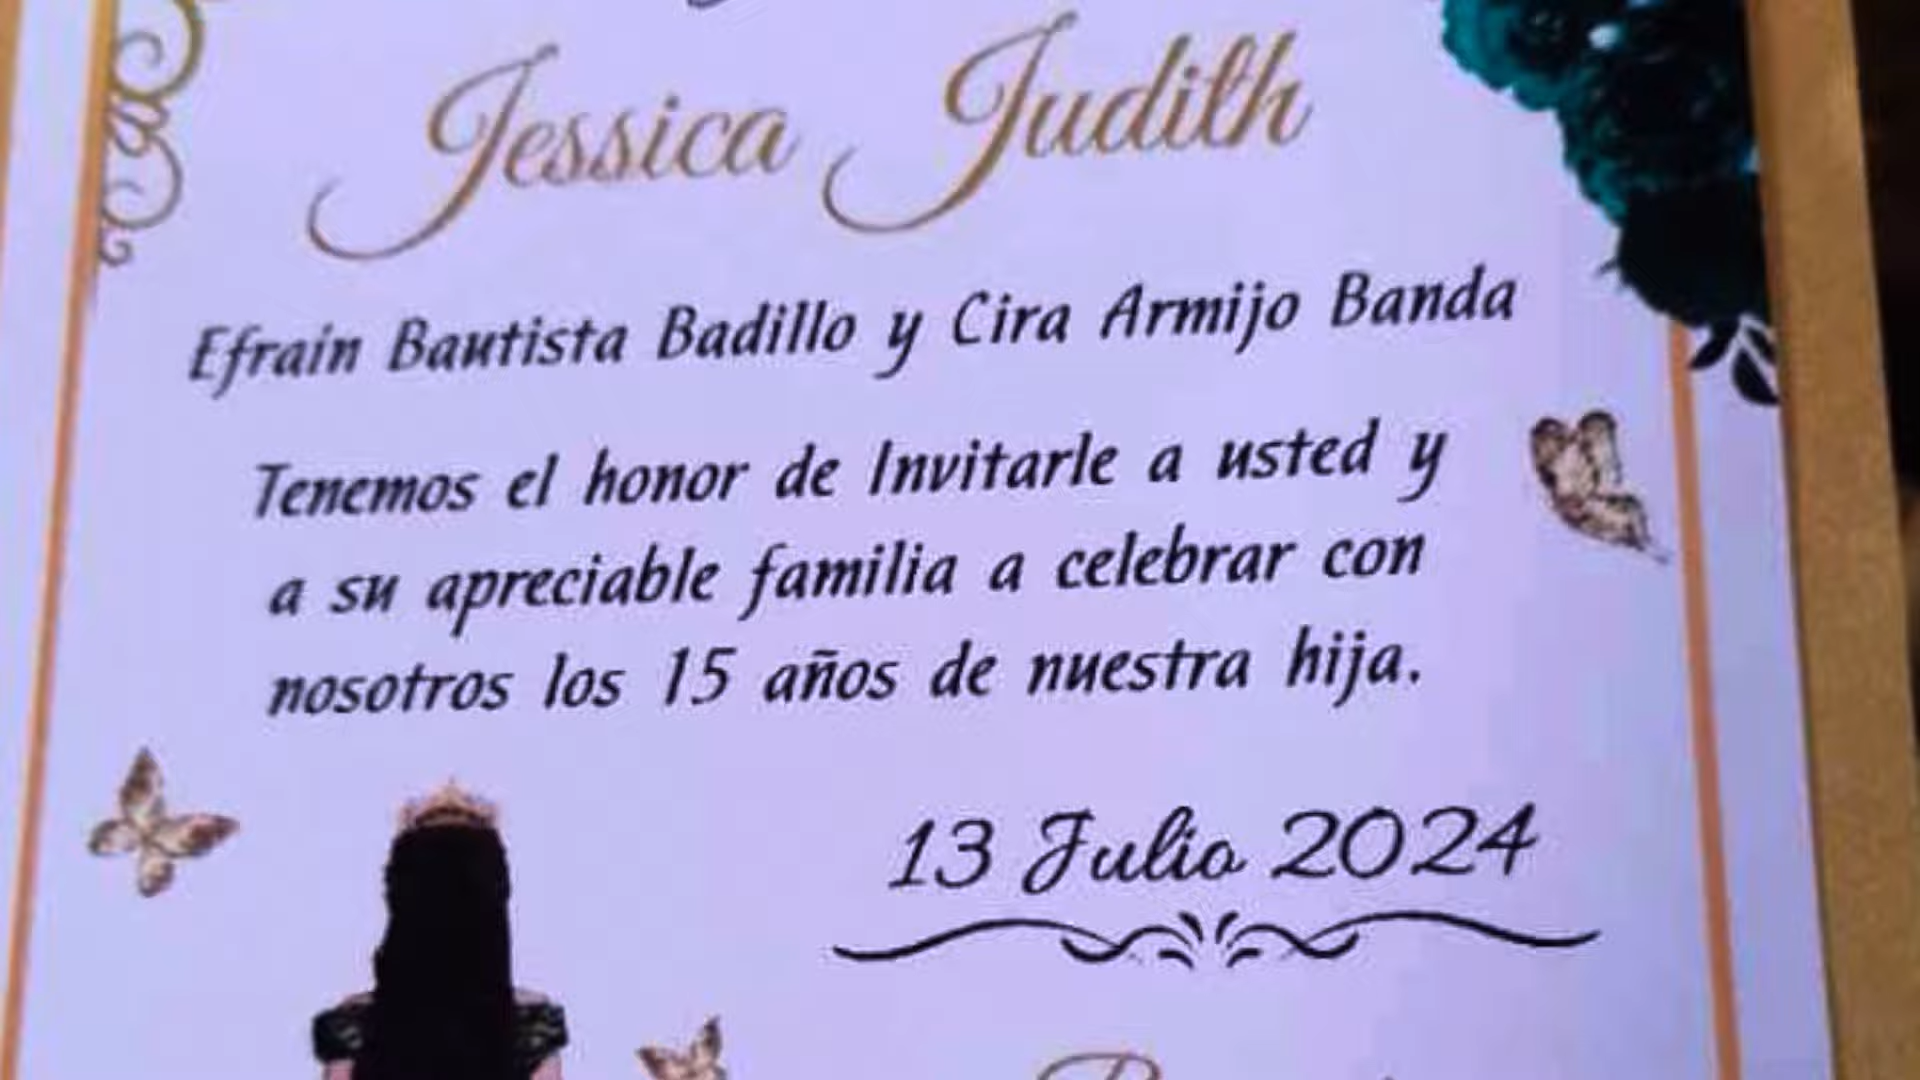 Jessica Judith
Efrain Bautista Badillo y Cira Armijo Banda
Tenemos el honor de Invitarle a usted y
a su apreciable familia a celebrar con
nosotros los 15 años de nuestra hija.
13 Julio 2024